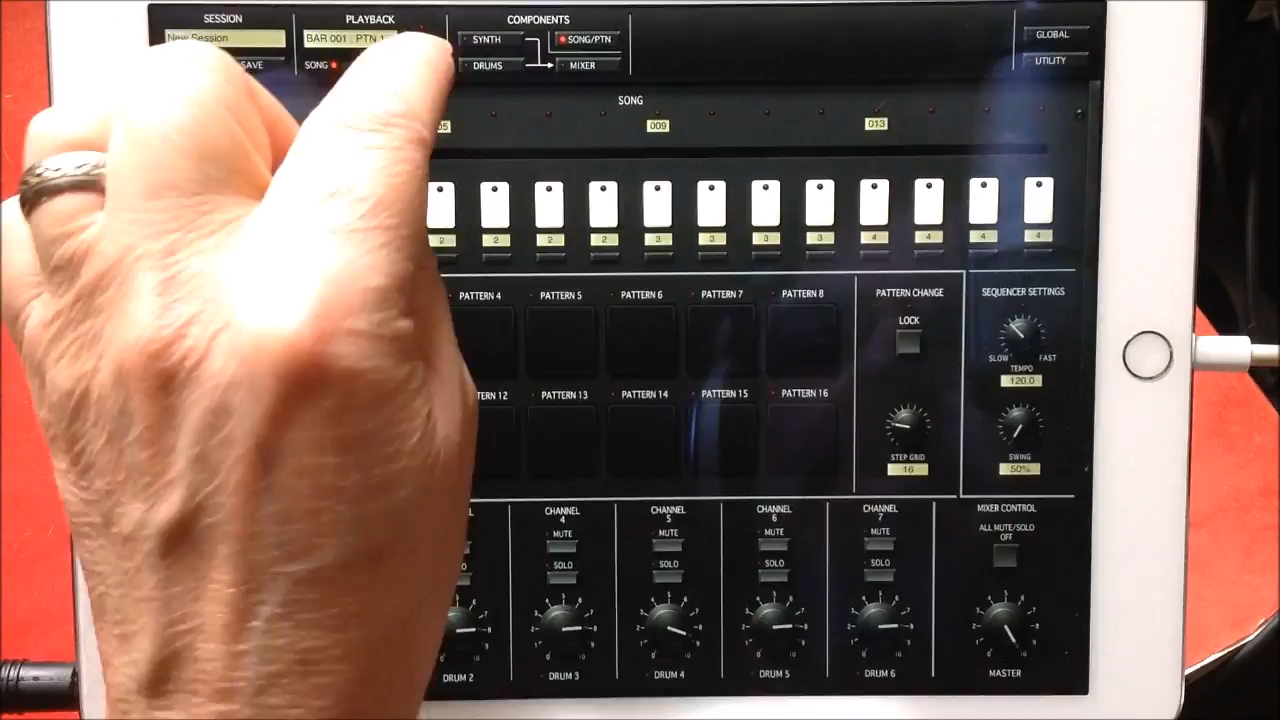 SESSION PLAYBACK COMPONENTS
New Session BAR 001 : PTN SYNTH SONG/PTN GLOBAL
SAVE SONG DRUMS MIXER UTILITY
SONG
009 013
2 2 2 2 3 3 3 3 4 4 4 4
PATTERN 4 PATTERN 5 PATTERN 6 PATTERN 7 PATTERN 8 PATTERN CHANGE SEQUENCER SETTINGS
LOCK
SLOW FAST
TEMPO
120.0
PATTERN 13 PATTERN 14 PATTERN 15 PATTERN 16
STEP GRID SWING
16 50%
CHANNEL 4 CHANNEL 5 CHANNEL 6 CHANNEL 7 MIXER CONTROL
MUTE MUTE MUTE MUTE ALL MUTE/SOLO
OFF
SOLO SOLO SOLO SOLO
DRUM 2 DRUM 3 DRUM 4 DRUM 5 DRUM 6 MASTER